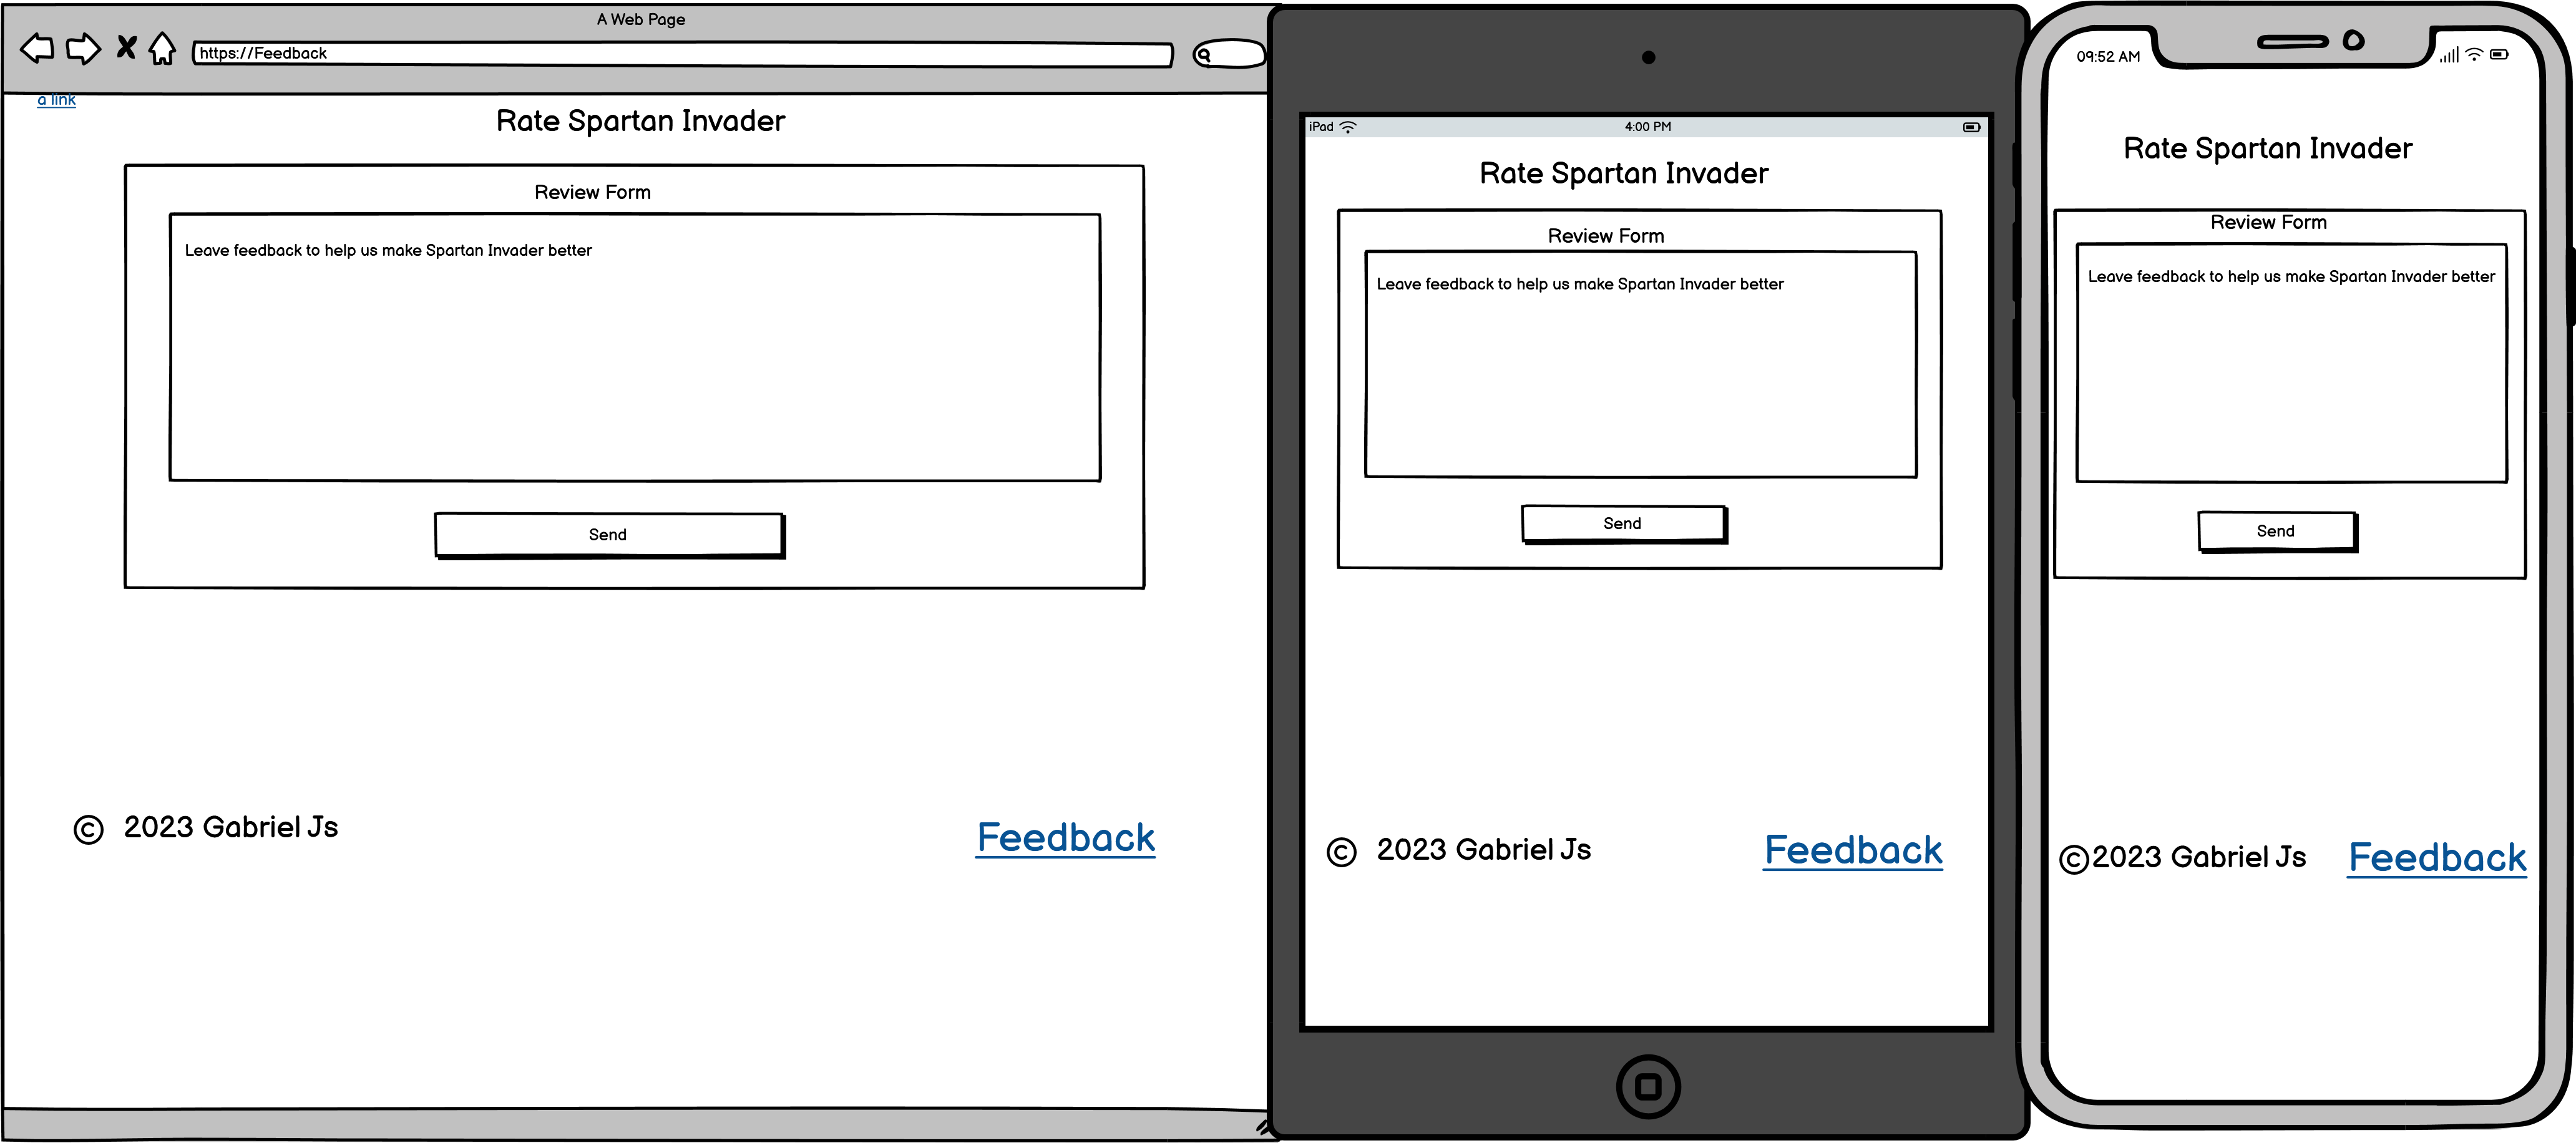 A Web Page
https://Feedback
a link
Rate Spartan Invader
Review Form
Leave feedback to help us make Spartan Invader better
Send
© 2023 Gabriel Js
Feedback
iPad
4:00 PM
Rate Spartan Invader
Review Form
Leave feedback to help us make Spartan Invader better
Send
© 2023 Gabriel Js
Feedback
09:52 AM
Rate Spartan Invader
Review Form
Leave feedback to help us make Spartan Invader better
Send
©2023 Gabriel Js
Feedback